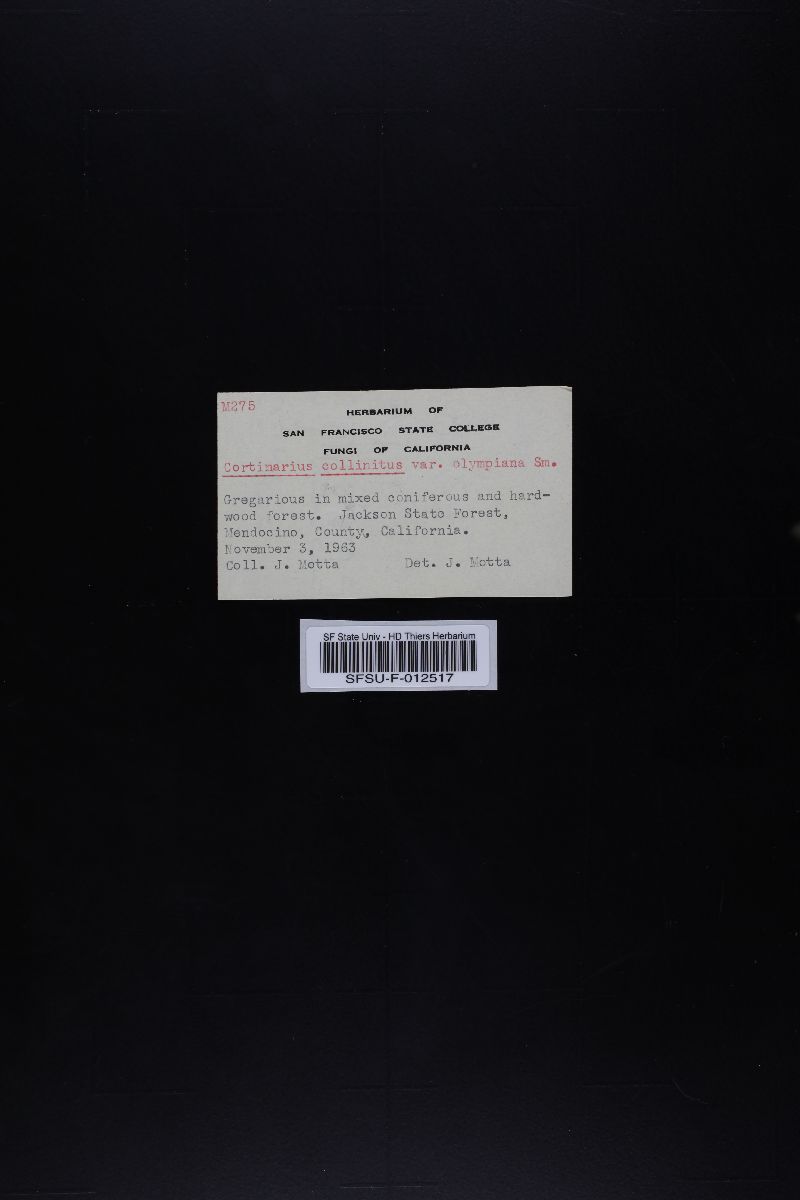 M275
HERBARIUM OF
SAN FRANCISCO STATE COLLEGE
FUNGI OF CALIFORNIA
Cortinarius collinitus var. olympiana Sm.
Gregarious in mixed coniferous and hard-
wood forest. Jackson State Forest,
Mendocino, County, California.
November 3, 1963
Coll. J. Motta Det. J. Motta
SF State Univ - HD Thiers Herbarium
SFSU-F-012517